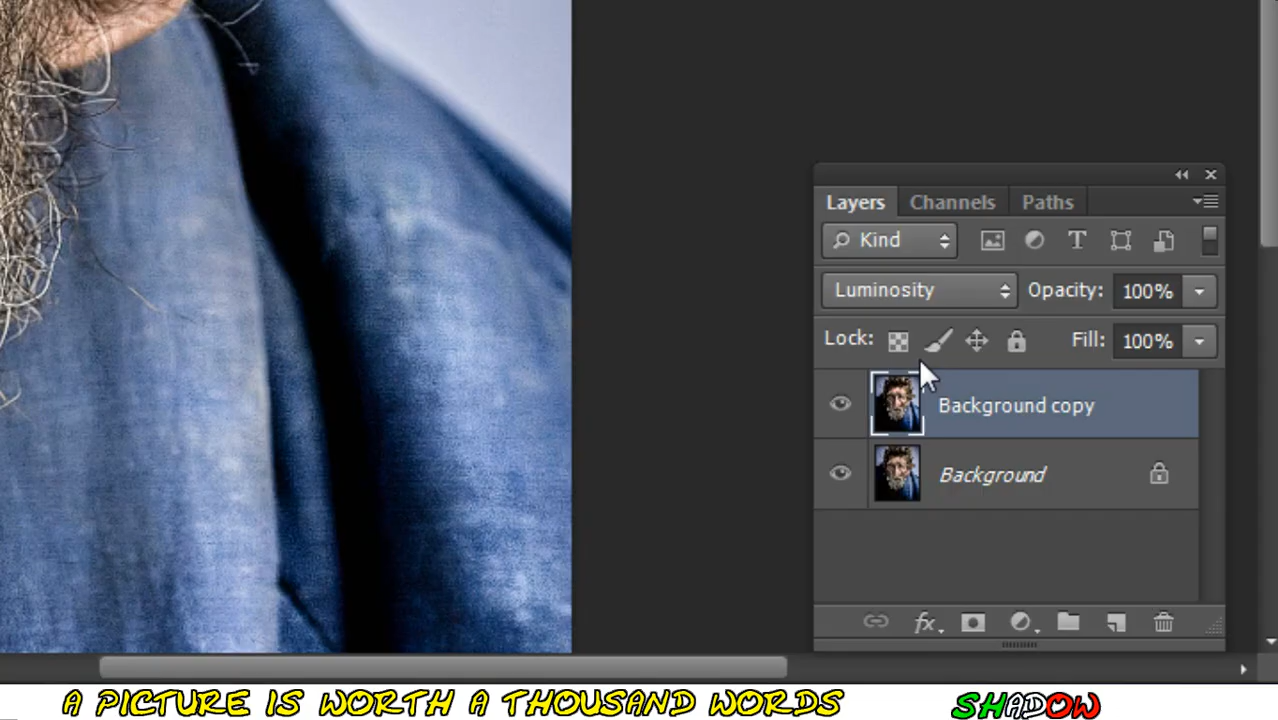 Layers Channels Paths
Kind
Luminosity Opacity: 100%
Lock: Fill: 100%
Background copy
Background
fx
A PICTURE IS WORTH A THOUSAND WORDS SHADOW